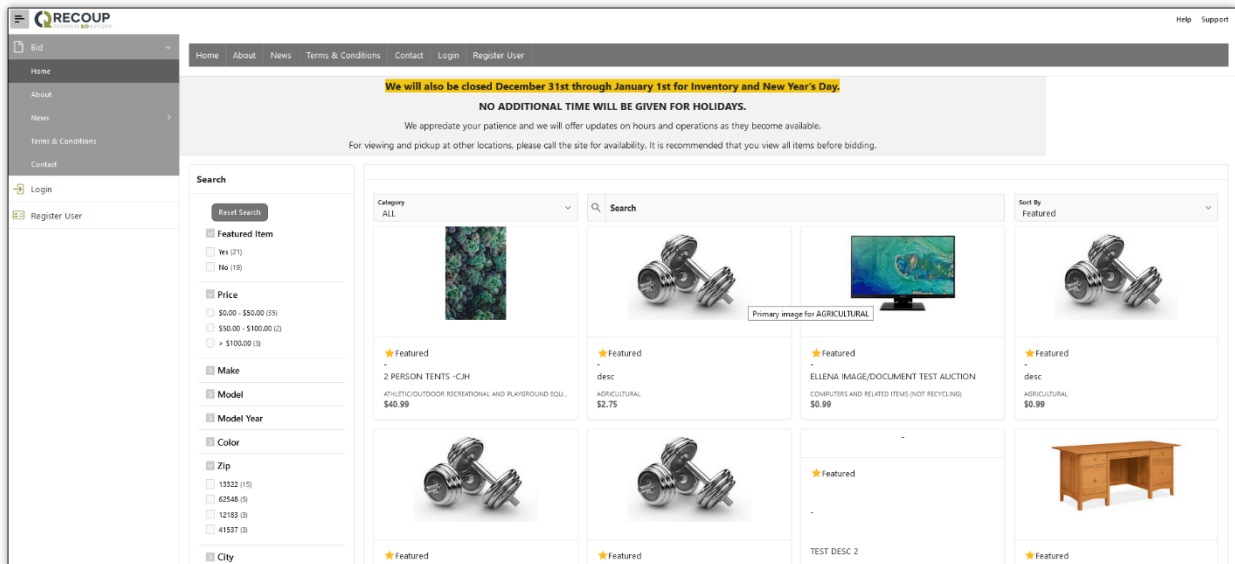 RECOUP
Help Support
Bid
Home
About
News
Terms & Conditions
Contact
Login
Register User
Home About News Terms & Conditions Contact Login Register User
We will also be closed December 31st through January 1st for Inventory and New Year's Day.
NO ADDITIONAL TIME WILL BE GIVEN FOR HOLIDAYS.
We appreciate your patience and we will offer updates on hours and operations as they become available.
For viewing and pickup at other locations, please call the site for availability. It is recommended that you view all items before bidding.
Search
Reset Search
Featured Item
Yes (21)
No (19)
Price
$0.00 - $50.00 (35)
$50.00 - $100.00 (2)
> $100.00 (3)
Make
Model
Model Year
Color
Zip
13322 (15)
62548 (5)
12183 (3)
41537 (3)
City
Category
ALL
Search
Sort By
Featured
Featured
-
2 PERSON TENTS -CJH
ATHLETIC/OUTDOOR RECREATIONAL AND PLAYGROUND EQU...
$40.99
Featured
-
desc
AGRICULTURAL
$2.75
Primary image for AGRICULTURAL
Featured
-
ELLENA IMAGE/DOCUMENT TEST AUCTION
COMPUTERS AND RELATED ITEMS (NOT RECYCLING)
$0.99
Featured
-
desc
AGRICULTURAL
$0.99
Featured
Featured
-
Featured
-
TEST DESC 2
Featured